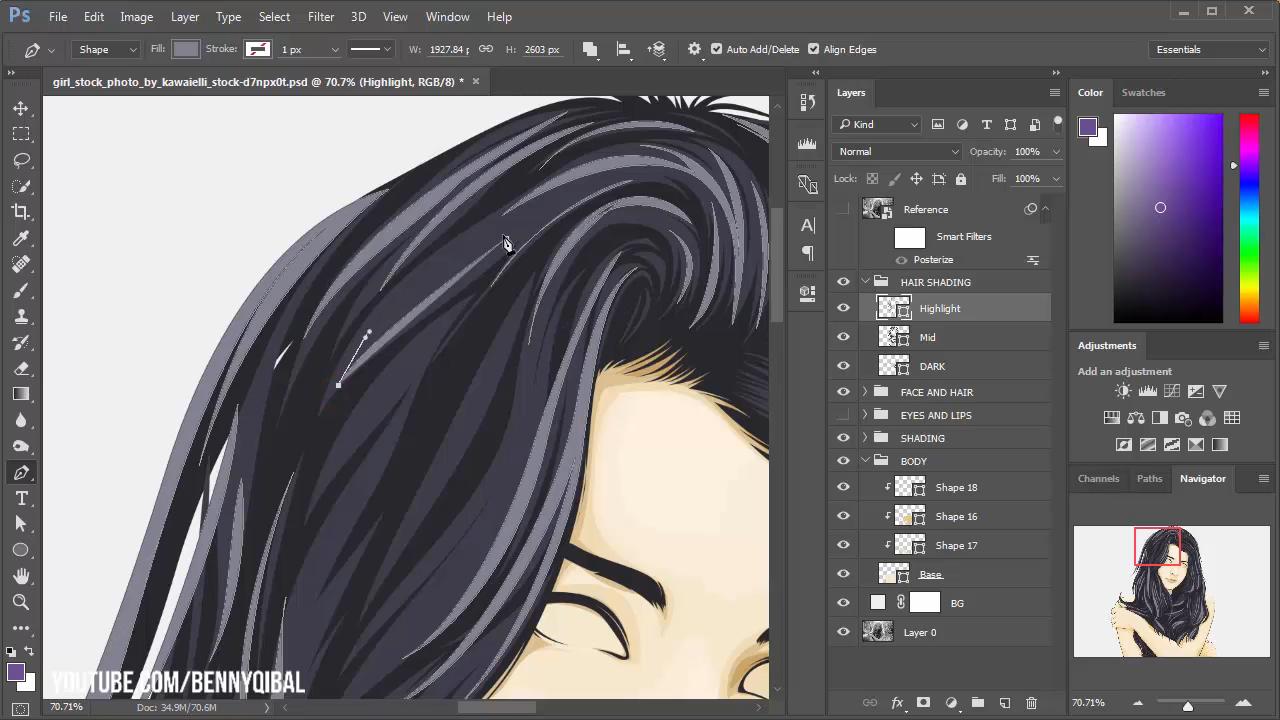 Ps File Edit Image Layer Type Select Filter 3D View Window Help
Shape Fill: Stroke: 1 px W: 1927.84 p H: 2603 px Auto Add/Delete Align Edges Essentials
girl_stock_photo_by_kawaielli_stock-d7npx0t.psd @ 70.7% (Highlight, RGB/8) *
Layers
Kind
Normal Opacity: 100%
Lock: Fill: 100%
Reference
Smart Filters
Posterize
HAIR SHADING
Highlight
Mid
DARK
FACE AND HAIR
EYES AND LIPS
SHADING
BODY
Shape 18
Shape 16
Shape 17
Base
BG
Layer 0
fx
Color Swatches
Adjustments
Add an adjustment
Channels Paths Navigator
70.71%
YOUTUBE.COM/BENNYQIBAL
70.71% Doc: 34.9M/70.6M